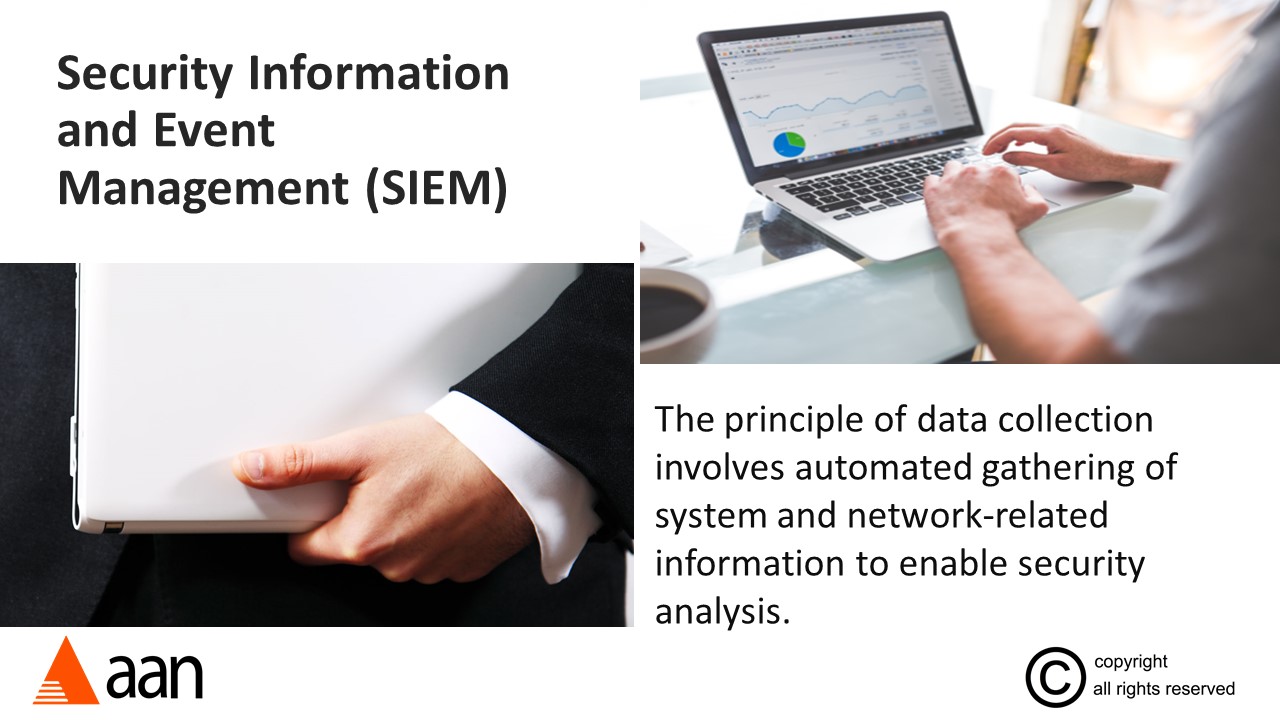 Security Information
and Event
Management (SIEM)
The principle of data collection
involves automated gathering of
system and network-related
information to enable security
analysis.
aan
©
copyright
all rights reserved